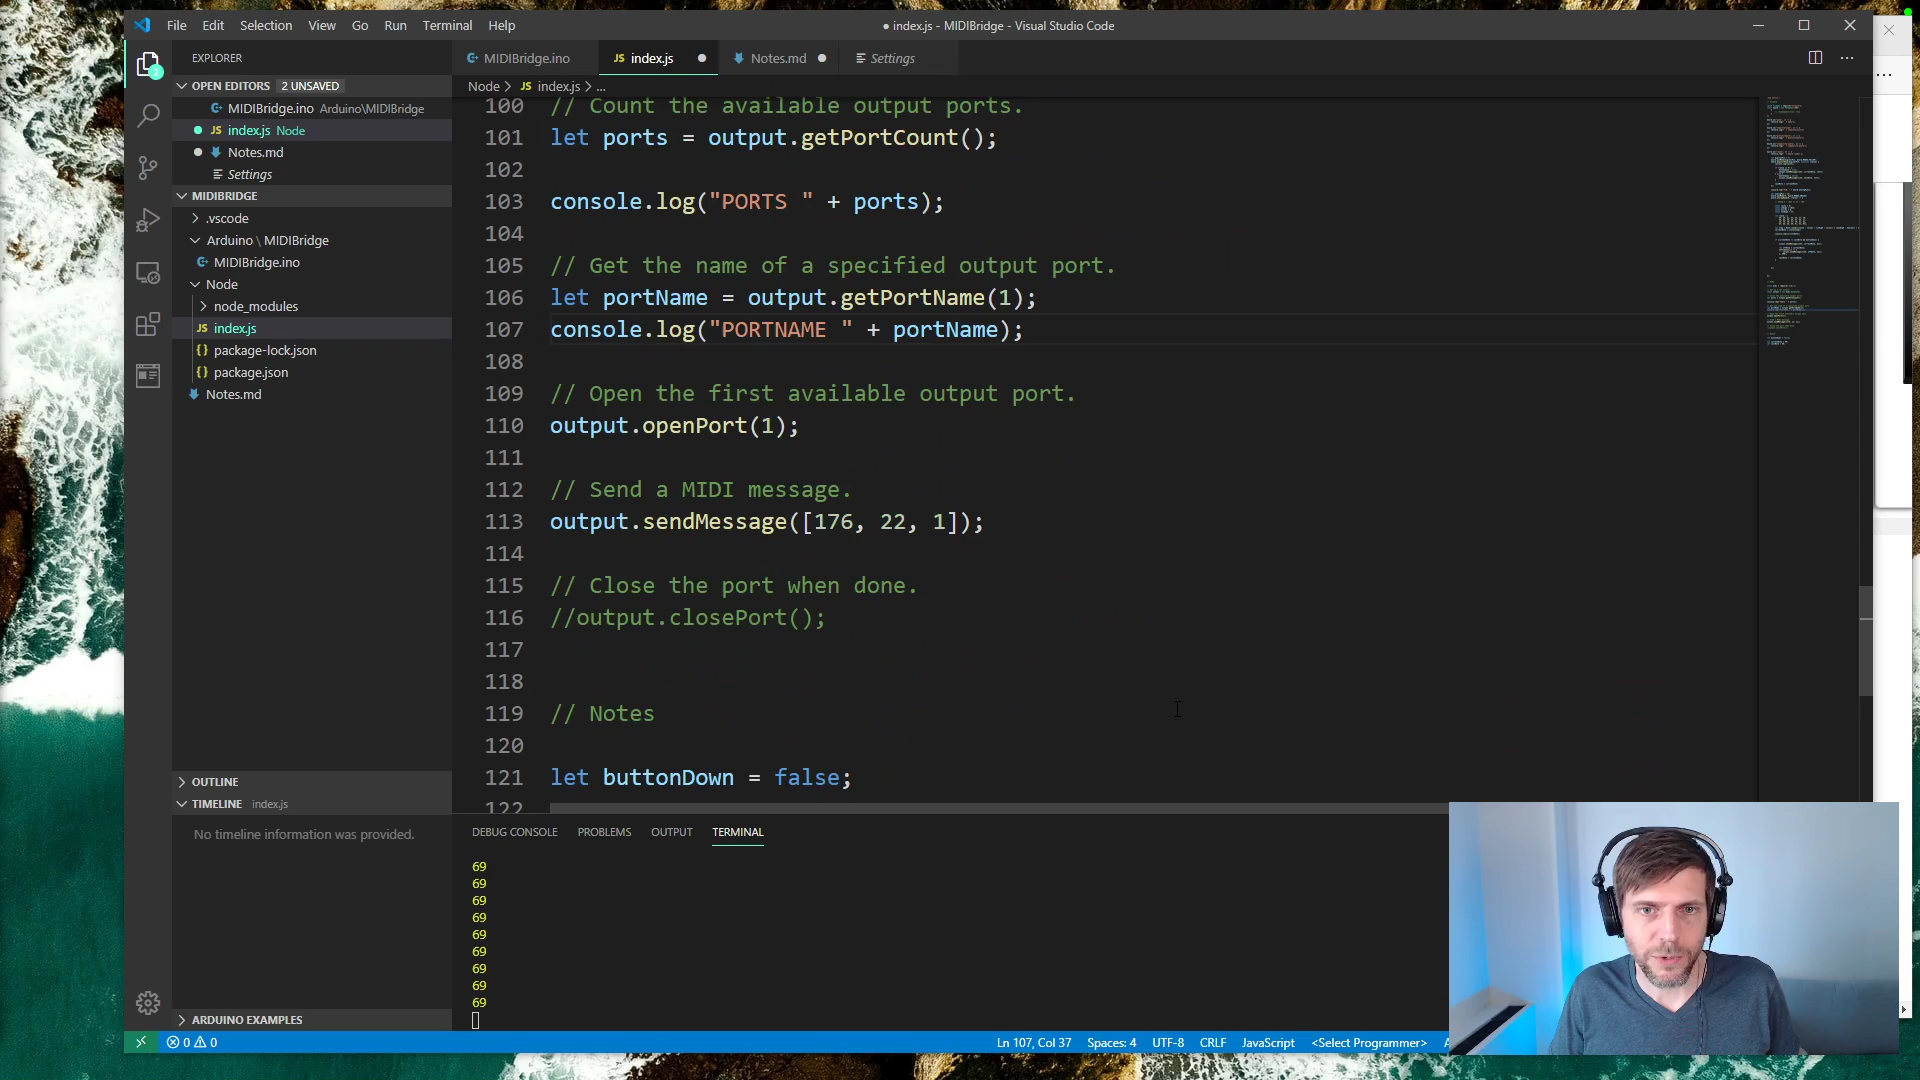 File Edit Selection View Go Run Terminal Help
● index.js - MIDIBridge - Visual Studio Code
EXPLORER
MIDIBridge.ino
JS index.js
Notes.md
Settings
OPEN EDITORS 2 UNSAVED
MIDIBridge.ino Arduino\MIDIBridge
JS index.js Node
Notes.md
Settings
MIDIBRIDGE
.vscode
Arduino \ MIDIBridge
MIDIBridge.ino
Node
node_modules
JS index.js
{} package-lock.json
{} package.json
Notes.md
OUTLINE
TIMELINE index.js
No timeline information was provided.
ARDUINO EXAMPLES
Node > JS index.js > ...
100 // Count the available output ports.
101 let ports = output.getPortCount();
102
103 console.log("PORTS " + ports);
104
105 // Get the name of a specified output port.
106 let portName = output.getPortName(1);
107 console.log("PORTNAME " + portName);
108
109 // Open the first available output port.
110 output.openPort(1);
111
112 // Send a MIDI message.
113 output.sendMessage([176, 22, 1]);
114
115 // Close the port when done.
116 //output.closePort();
117
118
119 // Notes
120
121 let buttonDown = false;
122
DEBUG CONSOLE PROBLEMS OUTPUT TERMINAL
69
69
69
69
69
69
69
69
69
0 0
Ln 107, Col 37 Spaces: 4 UTF-8 CRLF JavaScript <Select Programmer>